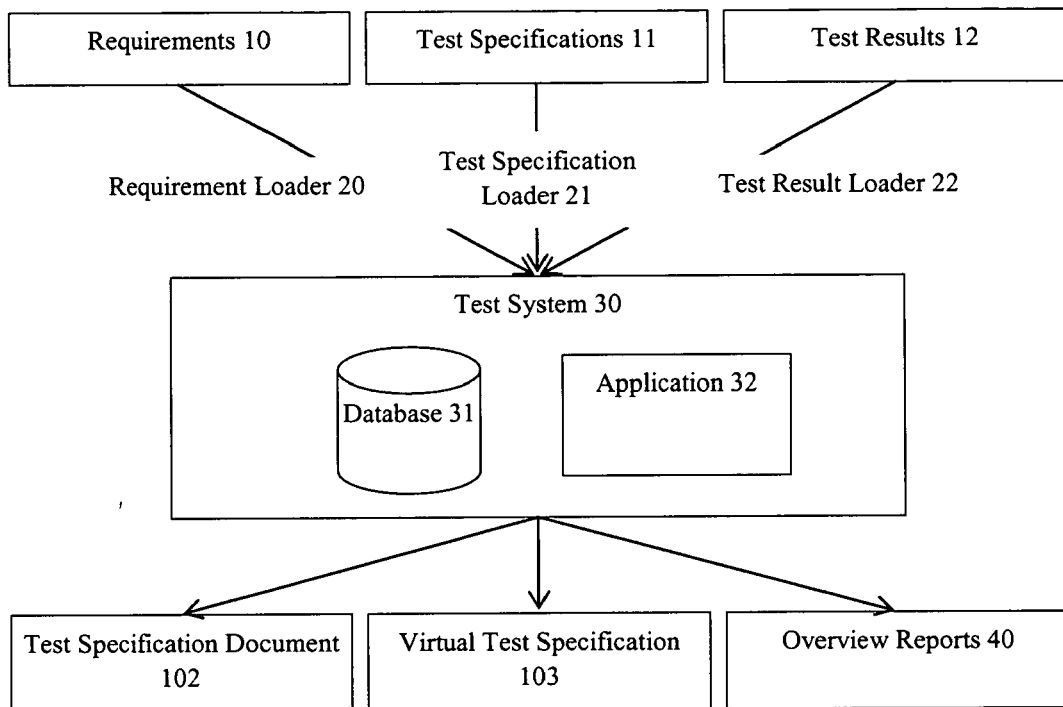 Requirements 10
Test Specifications 11
Test Results 12
Requirement Loader 20
Test Specification
Loader 21
Test Result Loader 22
Test System 30
Database 31
Application 32
Test Specification Document
102
Virtual Test Specification
103
Overview Reports 40